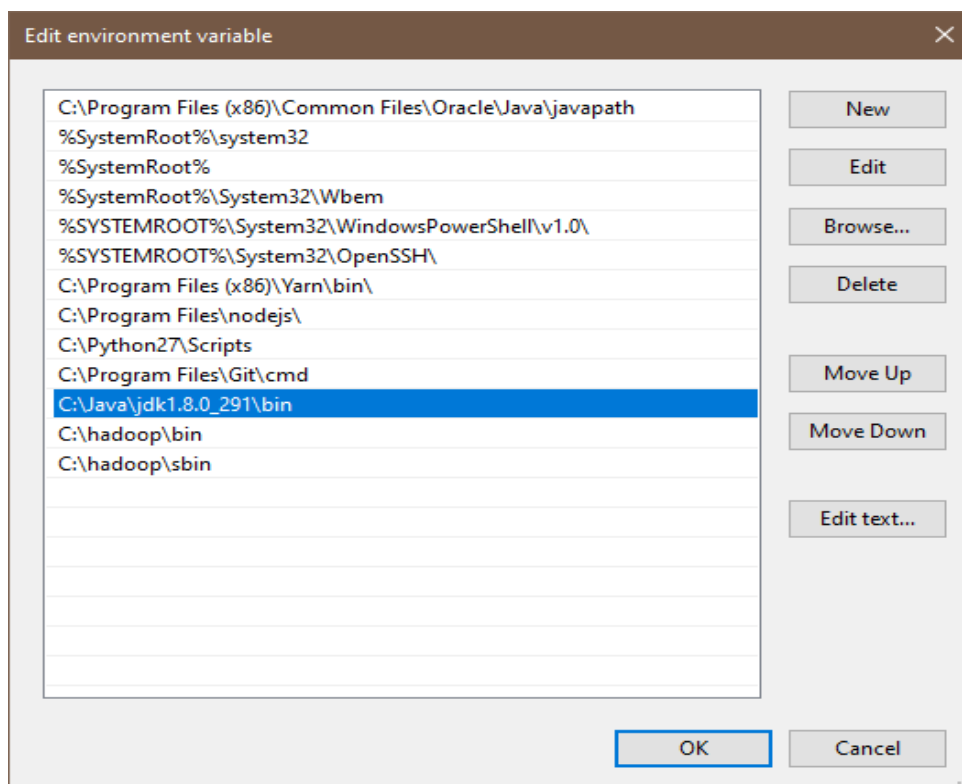 Edit environment variable
C:\Program Files (x86)\Common Files\Oracle\Java\javapath
%SystemRoot%\system32
%SystemRoot%
%SystemRoot%\System32\Wbem
%SYSTEMROOT%\System32\WindowsPowerShell\v1.0\
%SYSTEMROOT%\System32\OpenSSH\
C:\Program Files (x86)\Yarn\bin\
C:\Program Files\nodejs\
C:\Python27\Scripts
C:\Program Files\Git\cmd
C:\Java\jdk1.8.0_291\bin
C:\hadoop\bin
C:\hadoop\sbin
New
Edit
Browse...
Delete
Move Up
Move Down
Edit text...
OK
Cancel